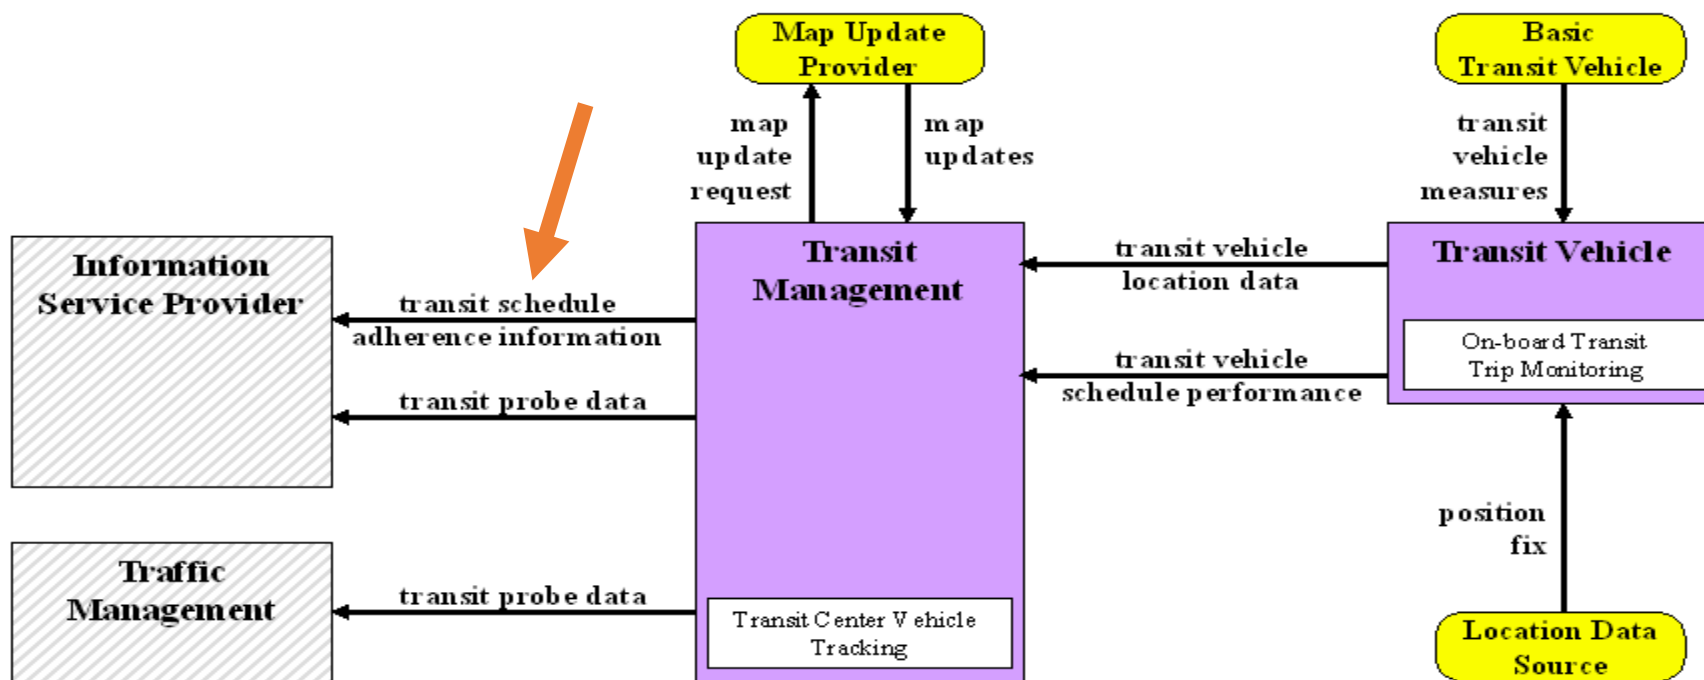 Map Update
Provider
Basic
Transit Vehicle
map
update
request
map
updates
transit
vehicle
measures
Information
Service Provider
transit schedule
adherence information
transit probe data
Transit
Management
transit vehicle
location data
transit vehicle
schedule performance
Transit Vehicle
On-board Transit
Trip Monitoring
position
fix
Traffic
Management
transit probe data
Transit Center Vehicle
Tracking
Location Data
Source